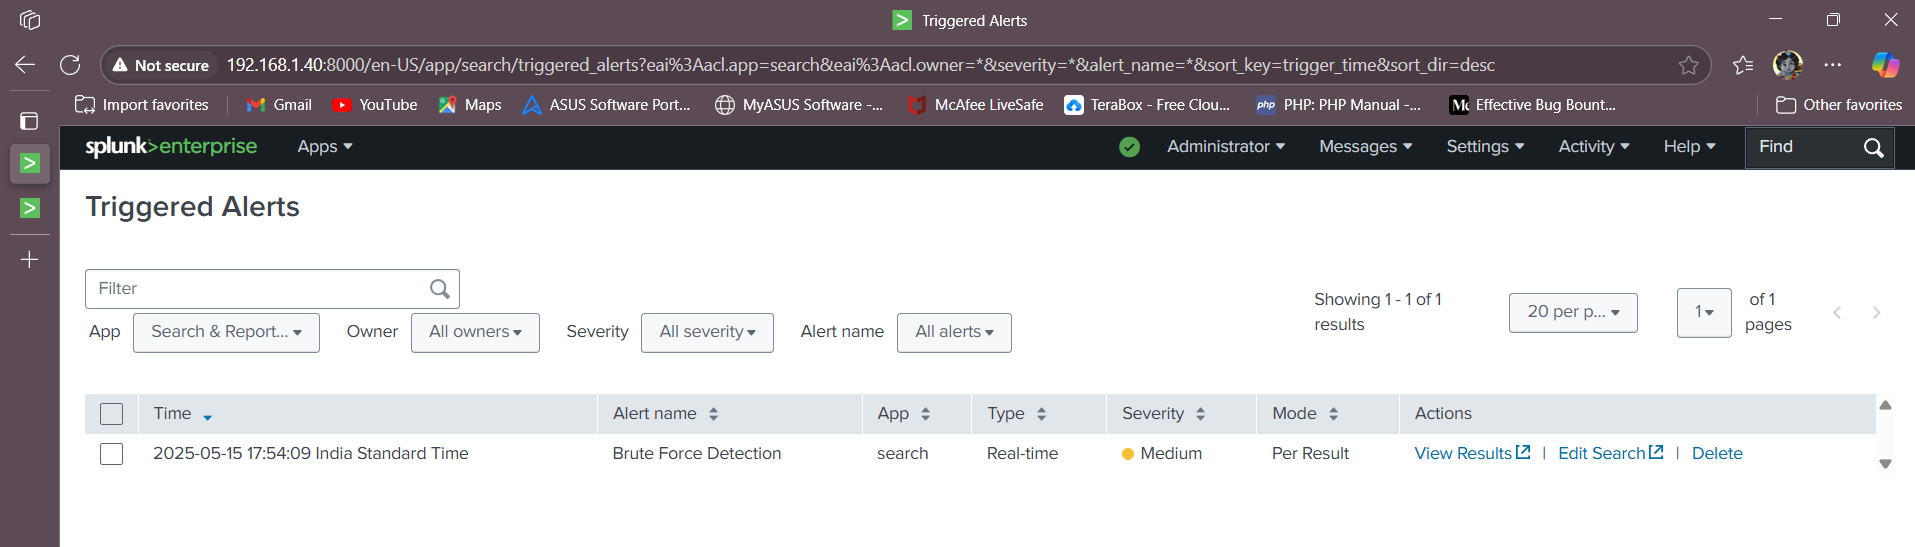 Triggered Alerts
Not secure 192.168.1.40:8000/en-US/app/search/triggered_alerts?eai%3Aacl.app=search&eai%3Aacl.owner=*&severity=*&alert_name=*&sort_key=trigger_time&sort_dir=desc
Import favorites Gmail YouTube Maps ASUS Software Port... MyASUS Software -... McAfee LiveSafe TeraBox - Free Clou... php PHP: PHP Manual -... Effective Bug Bount... Other favorites
splunk>enterprise Apps Administrator Messages Settings Activity Help Find
Triggered Alerts
Filter
Showing 1 - 1 of 1
results
20 per p... 1
of 1
pages
App Search & Report... Owner All owners Severity All severity Alert name All alerts
Time Alert name App Type Severity Mode Actions
2025-05-15 17:54:09 India Standard Time Brute Force Detection search Real-time Medium Per Result View Results | Edit Search | Delete